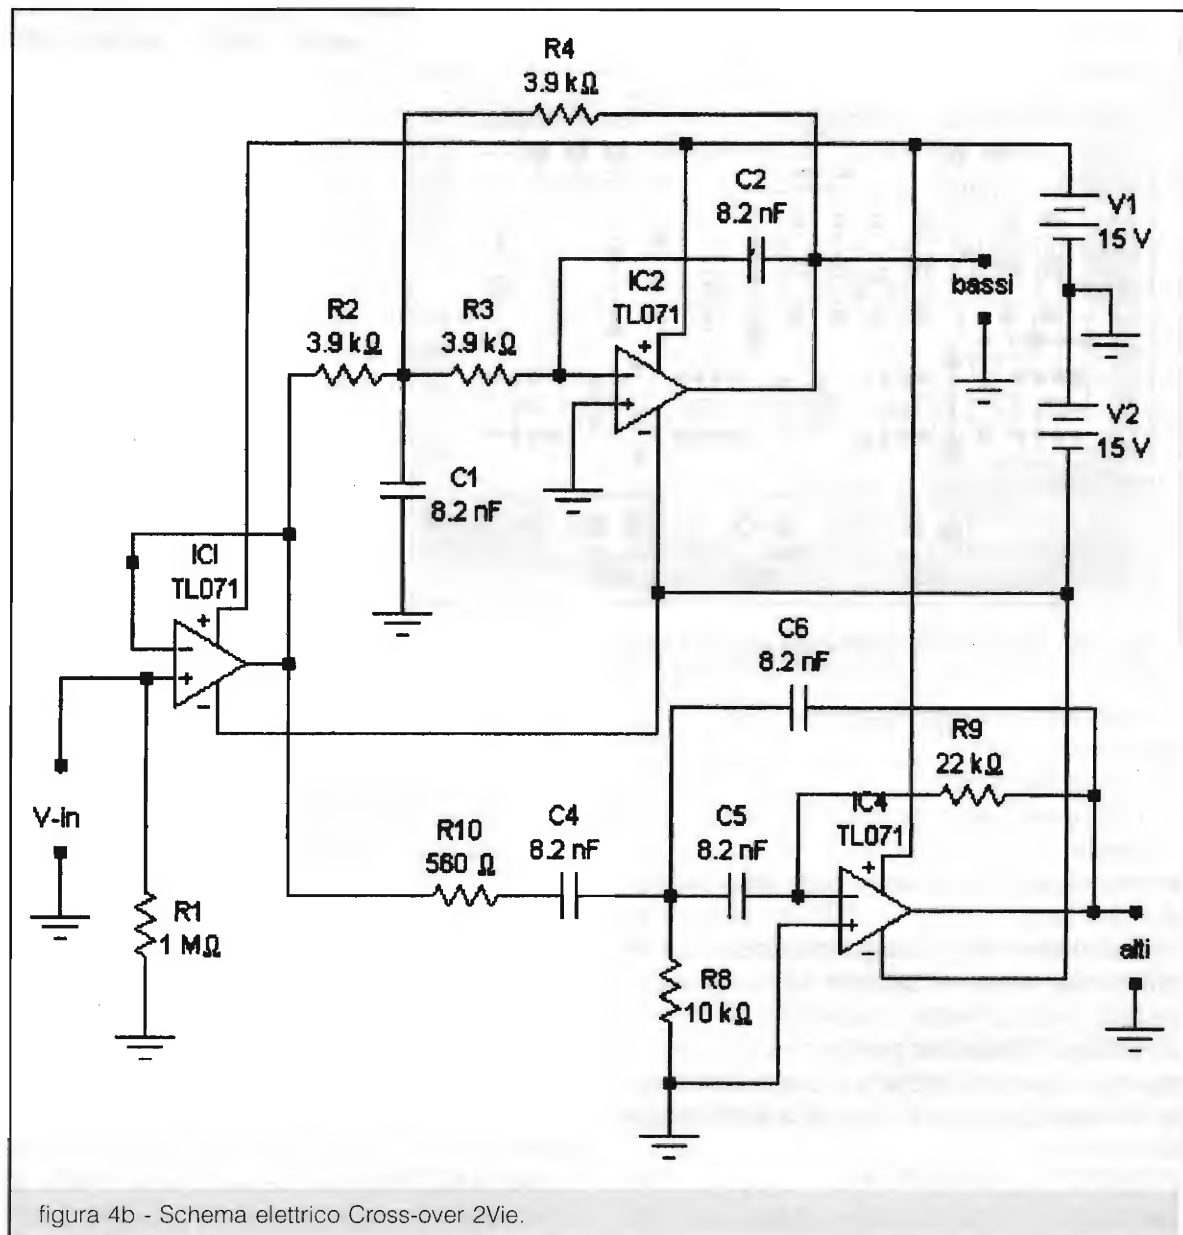 R4
3.9 kΩ
C2
8.2 nF
V1
15 V
IC2
TL071
bassi
R2
3.9 kΩ
R3
3.9 kΩ
+
−
+
−
V2
15 V
C1
8.2 nF
IC1
TL071
+
−
+
−
C6
8.2 nF
R9
22 kΩ
V-in
R10
560 Ω
C4
8.2 nF
C5
8.2 nF
IC4
TL071
+
−
+
−
R1
1 MΩ
alti
R8
10 kΩ
figura 4b - Schema elettrico Cross-over 2Vie.